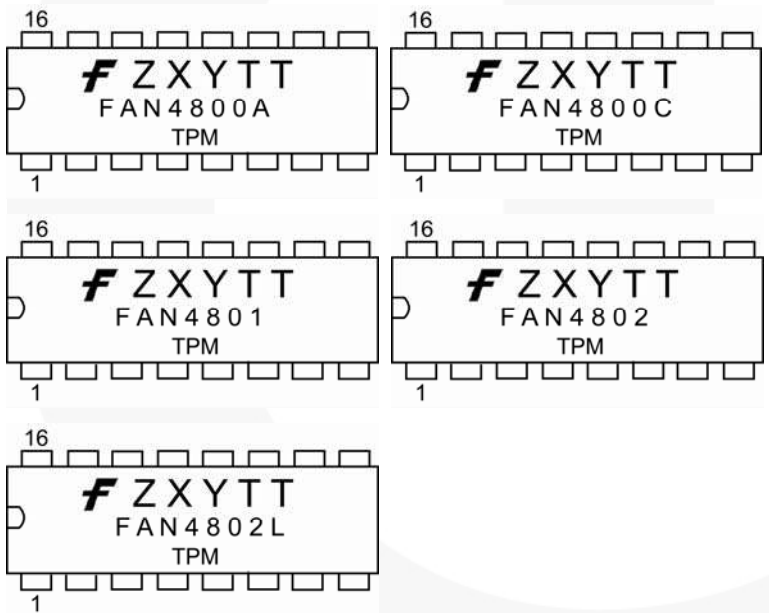 16
ZXYTT
FAN4800A
TPM
1
16
ZXYTT
FAN4800C
TPM
1
16
ZXYTT
FAN4801
TPM
1
16
ZXYTT
FAN4802
TPM
1
16
ZXYTT
FAN4802L
TPM
1